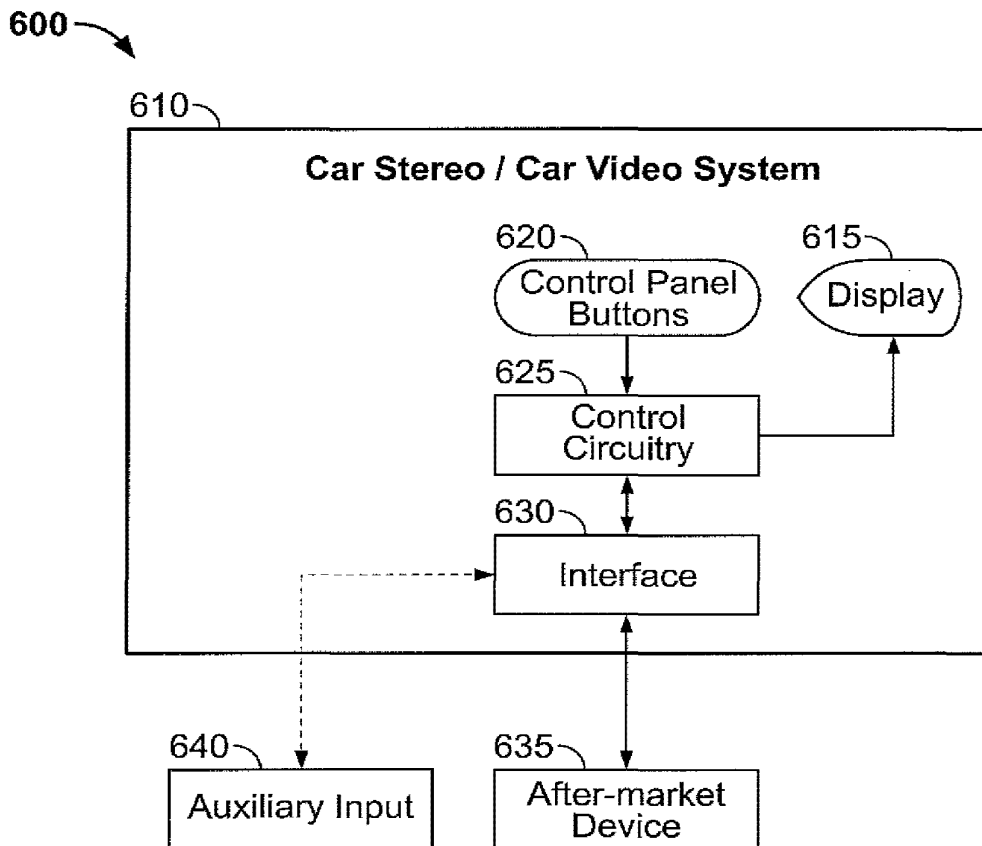 600
610
Car Stereo / Car Video System
620
615
Control Panel
Buttons
Display
625
Control
Circuitry
630
Interface
640
635
Auxiliary Input
After-market
Device